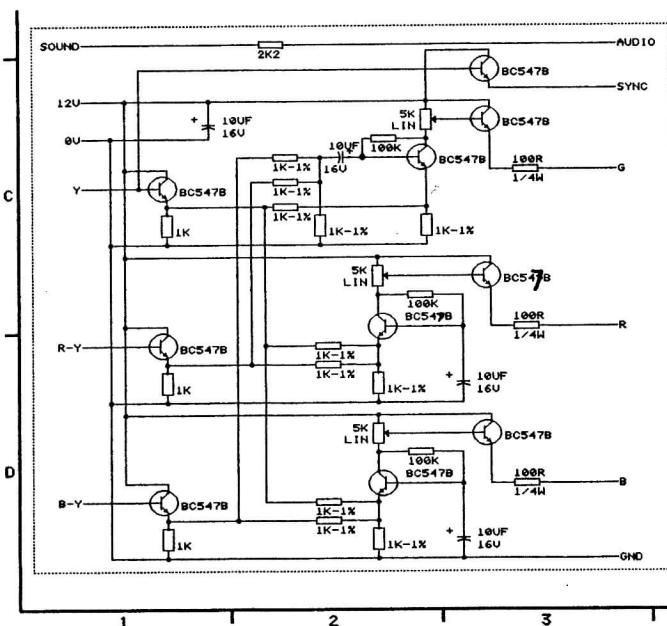 SOUND
2K2
AUDIO
BC547B
SYNC
12V
0V
+ 10UF
16V
5K
LIN
BC547B
10UF
16V
+
100K
1K-1%
BC547B
100R
1/4W
G
C
Y
BC547B
1K-1%
1K-1%
1K
1K-1%
1K-1%
5K
LIN
BC547B
100K
100R
1/4W
R
BC547B
R-Y
BC547B
1K-1%
1K-1%
1K
1K-1%
+ 10UF
16V
5K
LIN
BC547B
100K
D
BC547B
100R
1/4W
B
B-Y
BC547B
1K-1%
1K-1%
1K
1K-1%
+ 10UF
16V
GND
1
2
3